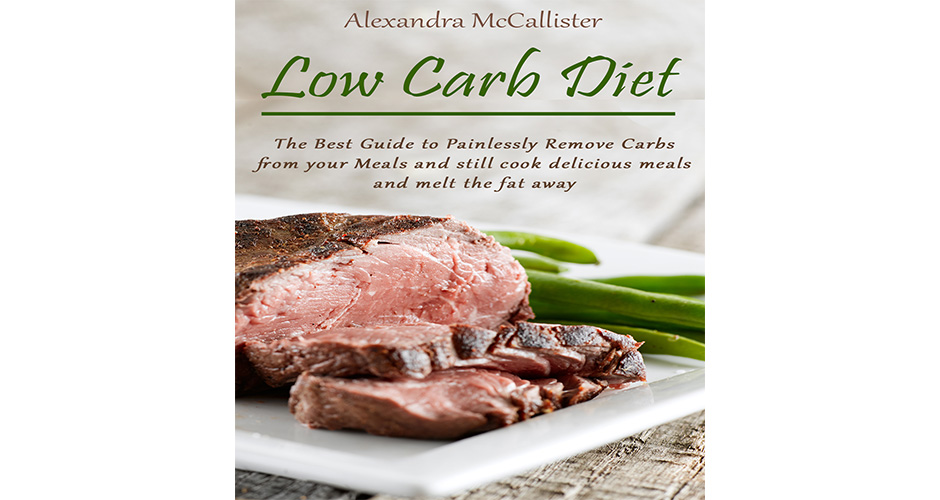 Alexandra McCallister
Low Carb Diet
The Best Guide to Painlessly Remove Carbs
from your Meals and still cook delicious meals
and melt the fat away